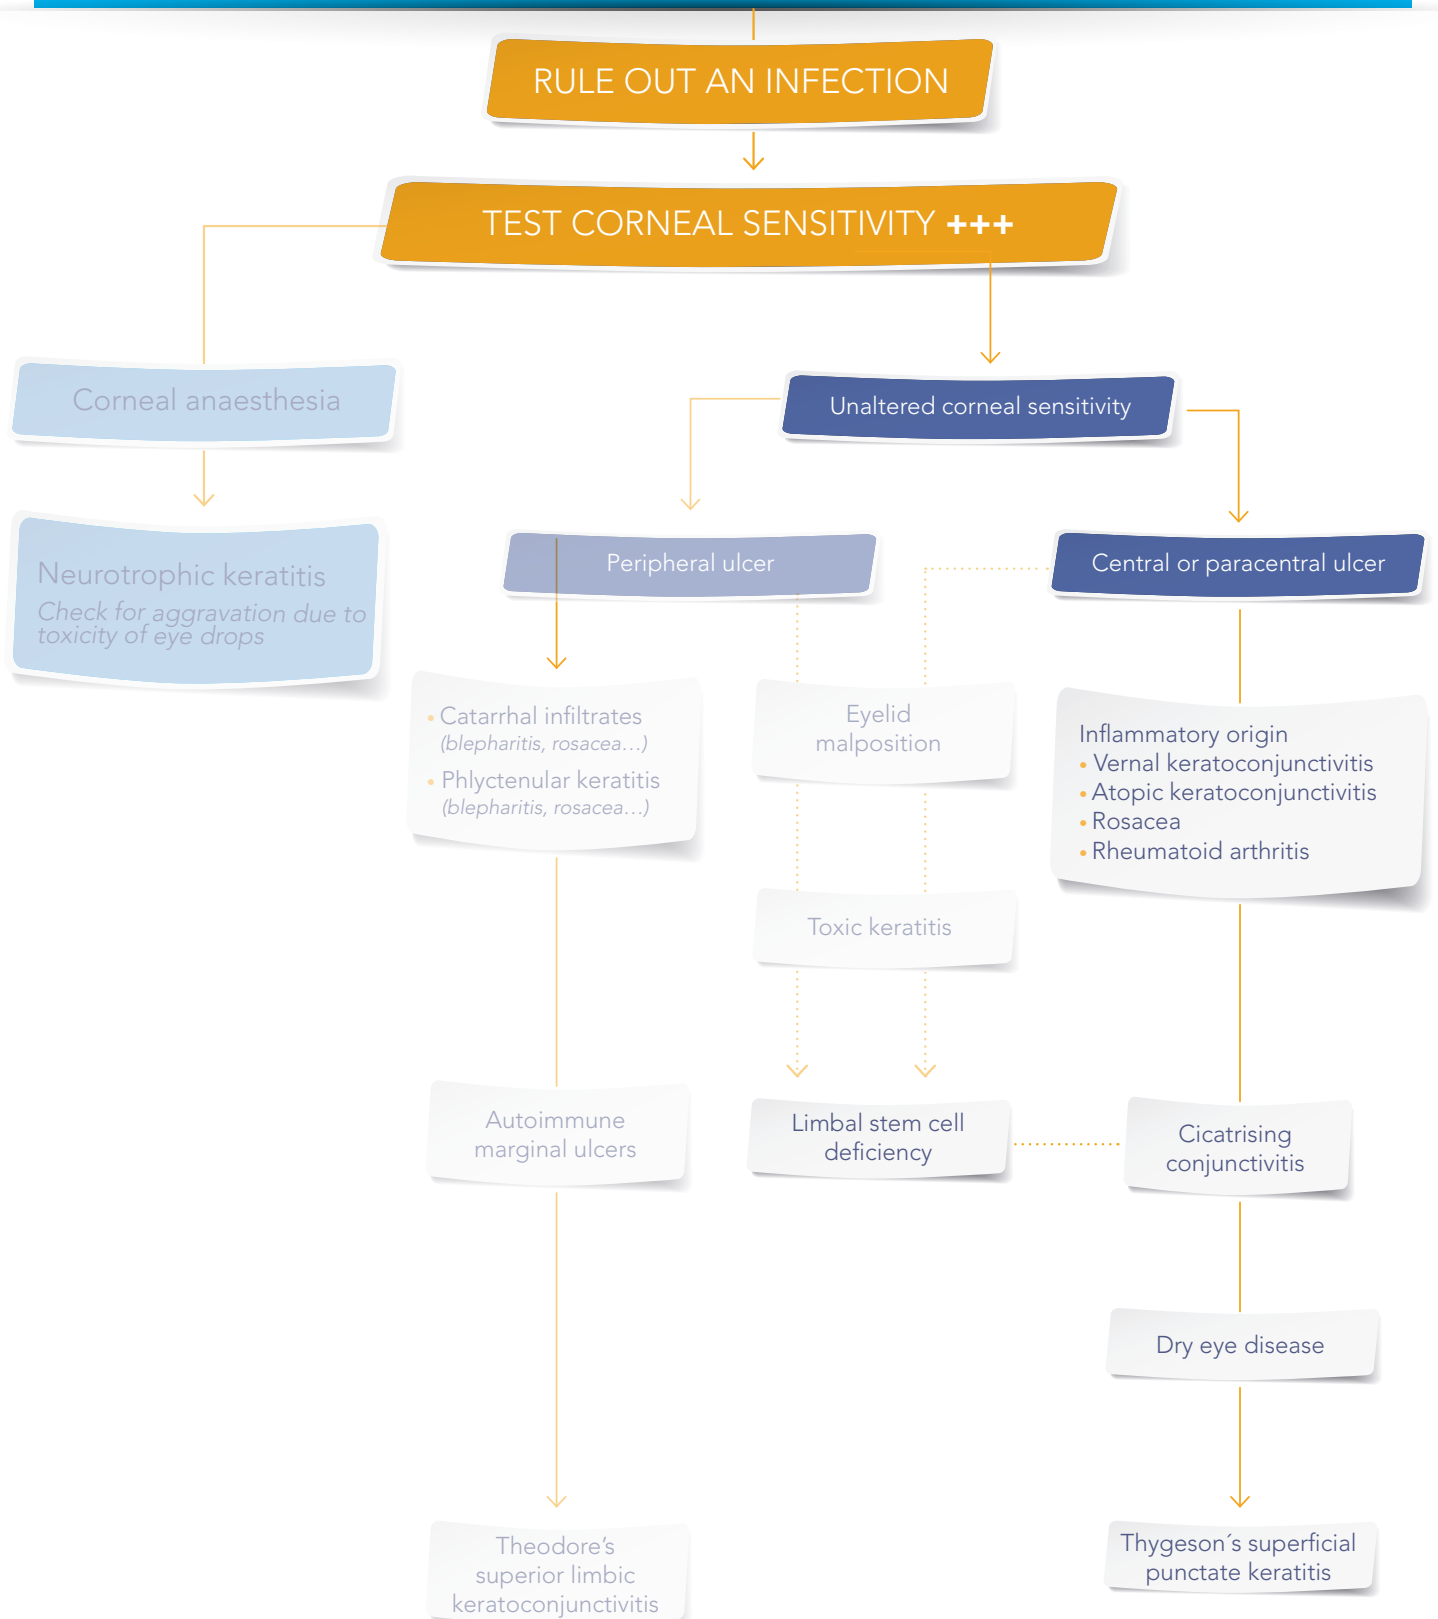 RULE OUT AN INFECTION
TEST CORNEAL SENSITIVITY +++
Corneal anaesthesia
Unaltered corneal sensitivity
Neurotrophic keratitis
Check for aggravation due to
toxicity of eye drops
Peripheral ulcer
Central or paracentral ulcer
• Catarrhal infiltrates
(blepharitis, rosacea...)
• Phlyctenular keratitis
(blepharitis, rosacea...)
Eyelid
malposition
Inflammatory origin
• Vernal keratoconjunctivitis
• Atopic keratoconjunctivitis
• Rosacea
• Rheumatoid arthritis
Toxic keratitis
Autoimmune
marginal ulcers
Limbal stem cell
deficiency
Cicatrising
conjunctivitis
Dry eye disease
Theodore’s
superior limbic
keratoconjunctivitis
Thygeson´s superficial
punctate keratitis